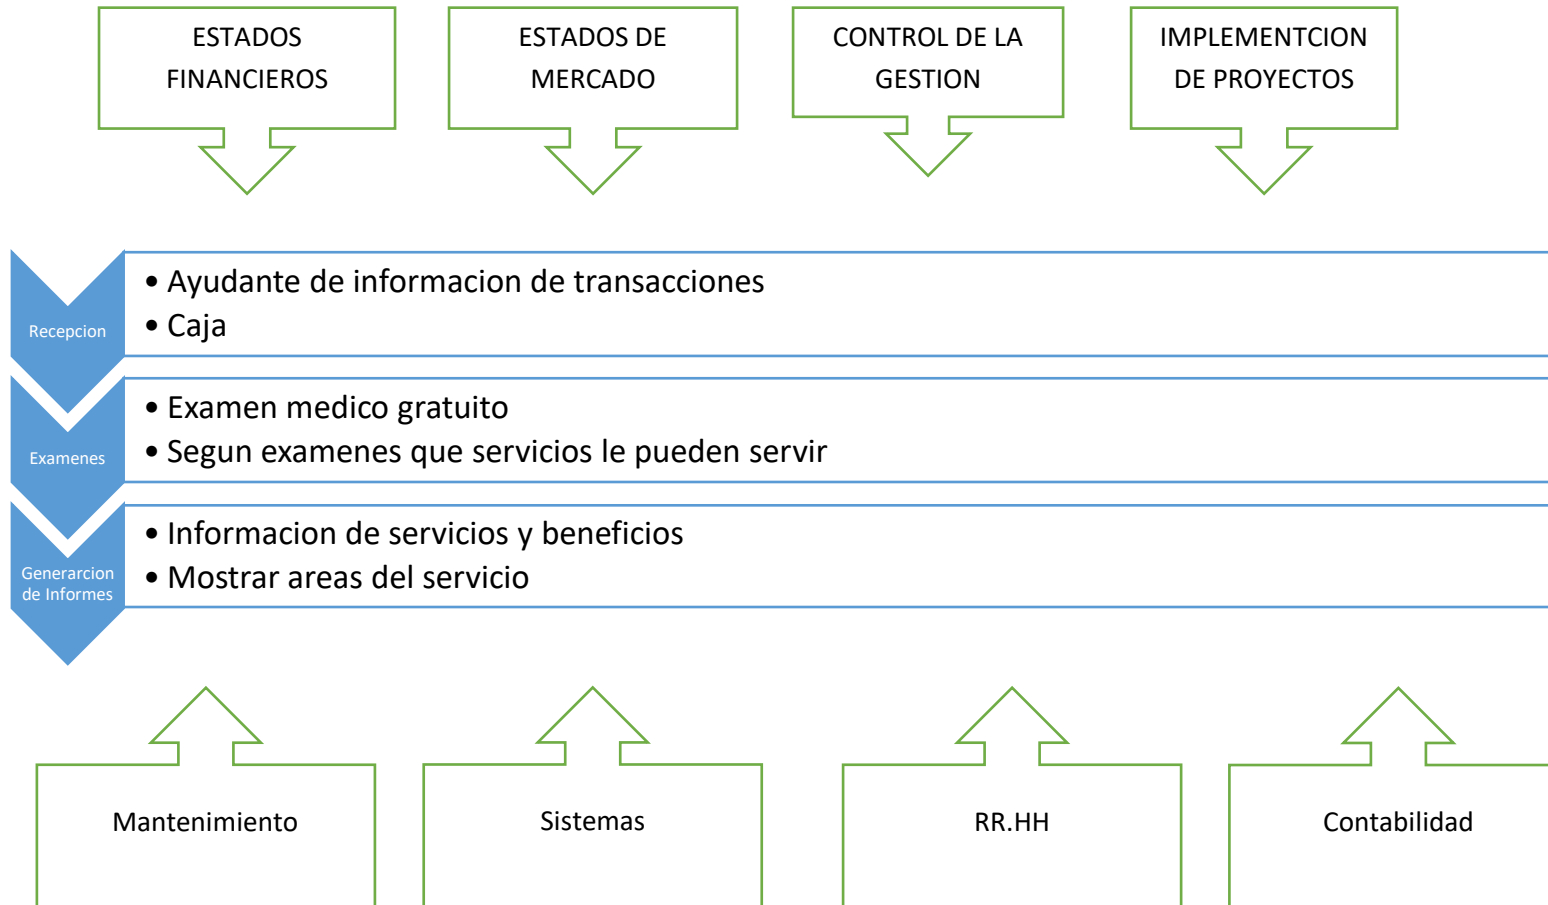 ESTADOS
FINANCIEROS
ESTADOS DE
MERCADO
CONTROL DE LA
GESTION
IMPLEMENTCION
DE PROYECTOS
Recepcion
• Ayudante de informacion de transacciones
• Caja
Examenes
• Examen medico gratuito
• Segun examenes que servicios le pueden servir
Generarcion
de Informes
• Informacion de servicios y beneficios
• Mostrar areas del servicio
Mantenimiento
Sistemas
RR.HH
Contabilidad